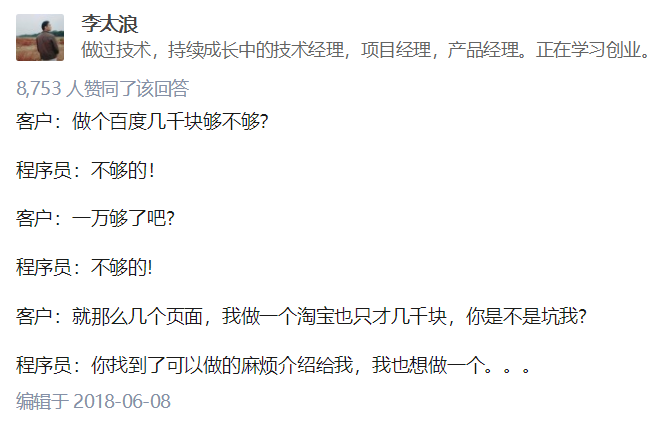 李太浪
做过技术，持续成长中的技术经理，项目经理，产品经理。正在学习创业。
8,753 人赞同了该回答
客户：做个百度几千块够不够？
程序员：不够的！
客户：一万够了吧？
程序员：不够的!
客户：就那么几个页面，我做一个淘宝也只才几千块，你是不是坑我？
程序员：你找到了可以做的麻烦介绍给我，我也想做一个。。。
编辑于 2018-06-08